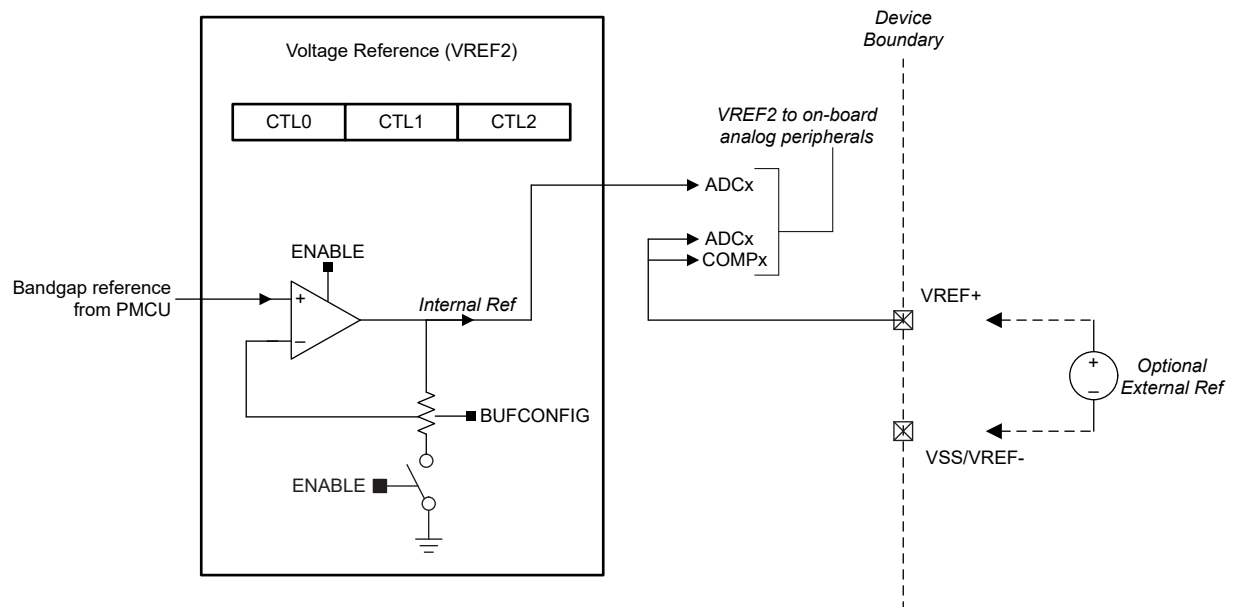 Voltage Reference (VREF2)
CTL0 CTL1 CTL2
ENABLE
Bandgap reference
from PMCU
+
–
Internal Ref
BUFCONFIG
ENABLE
VREF2 to on-board
analog peripherals
ADCx
ADCx
COMPx
Device
Boundary
VREF+
+
–
Optional
External Ref
VSS/VREF-